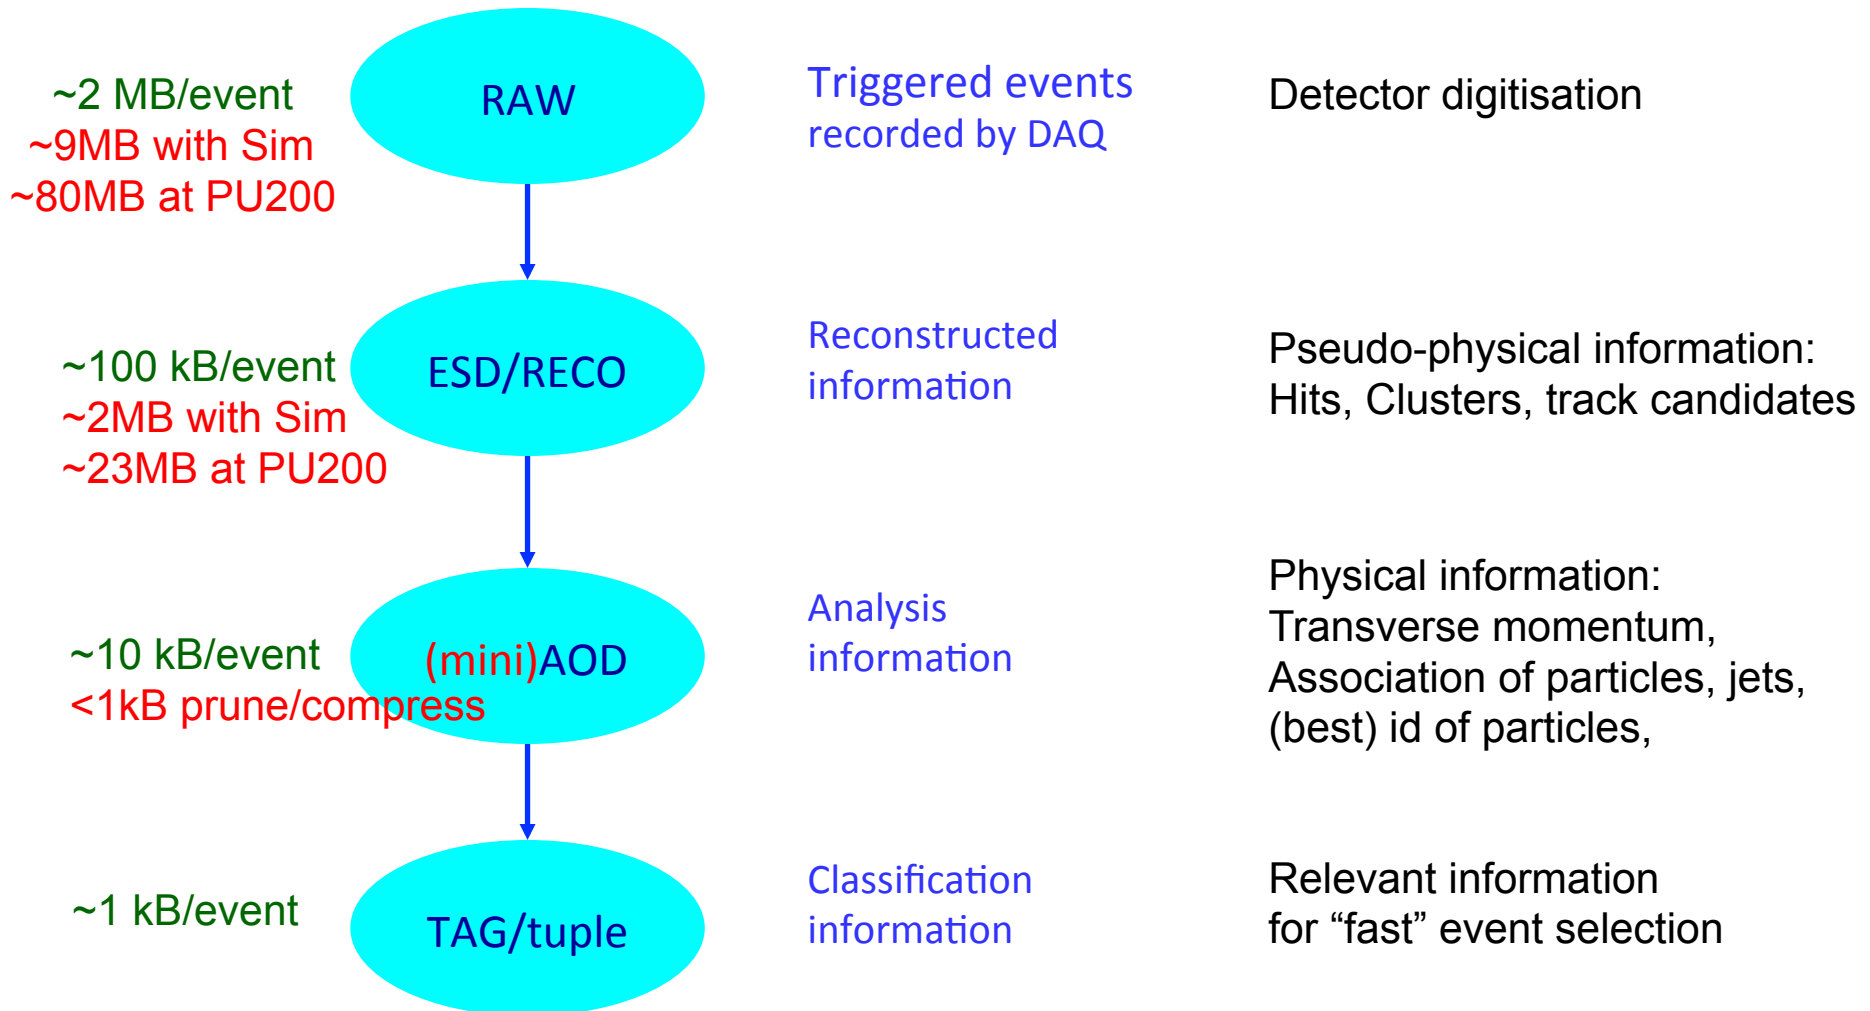 ~2 MB/event
~9MB with Sim
~80MB at PU200
RAW
Triggered events
recorded by DAQ
Detector digitisation
~100 kB/event
~2MB with Sim
~23MB at PU200
ESD/RECO
Reconstructed
information
Pseudo-physical information:
Hits, Clusters, track candidates
~10 kB/event
<1kB prune/compress
(mini)AOD
Analysis
information
Physical information:
Transverse momentum,
Association of particles, jets,
(best) id of particles,
~1 kB/event
TAG/tuple
Classification
information
Relevant information
for “fast” event selection